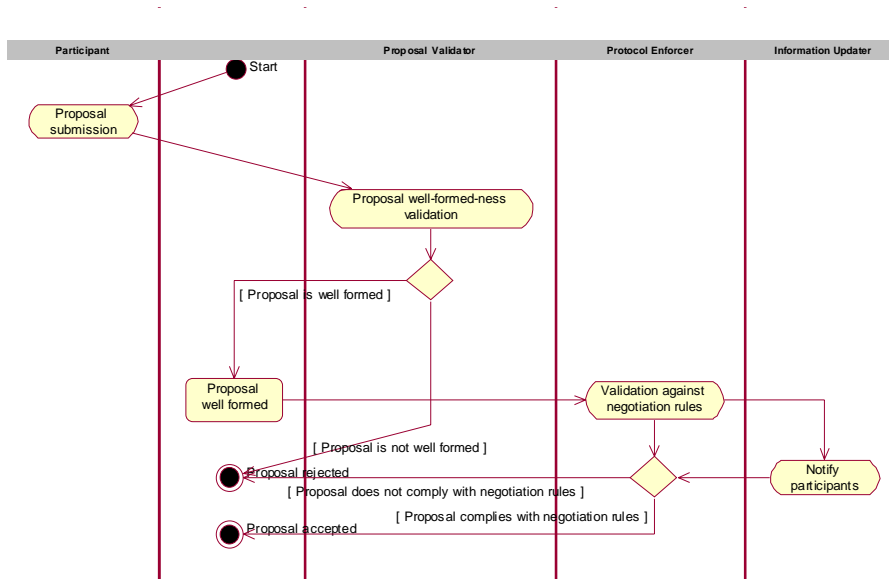 Participant
Proposal Validator
Protocol Enforcer
Information Updater
Start
Proposal
submission
Proposal well-formed-ness
validation
[ Proposal is well formed ]
Proposal
well formed
Validation against
negotiation rules
[ Proposal is not well formed ]
Proposal rejected
Notify
participants
[ Proposal does not comply with negotiation rules ]
[ Proposal complies with negotiation rules ]
Proposal accepted